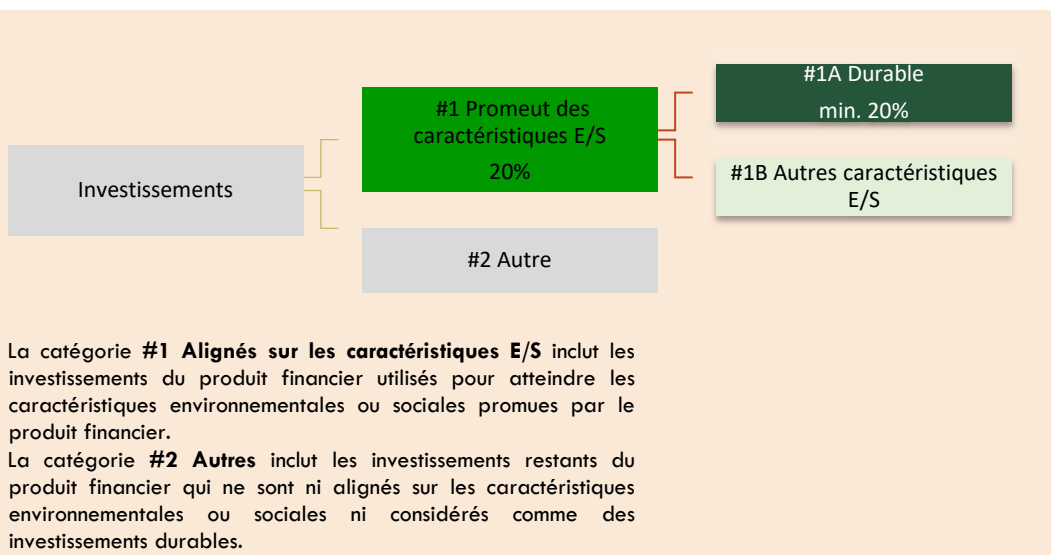 #1A Durable
min. 20%
#1 Promeut des
caractéristiques E/S
20%
#1B Autres caractéristiques
E/S
Investissements
#2 Autre
La catégorie #1 Alignés sur les caractéristiques E/S inclut les
investissements du produit financier utilisés pour atteindre les
caractéristiques environnementales ou sociales promues par le
produit financier.
La catégorie #2 Autres inclut les investissements restants du
produit financier qui ne sont ni alignés sur les caractéristiques
environnementales ou sociales ni considérés comme des
investissements durables.